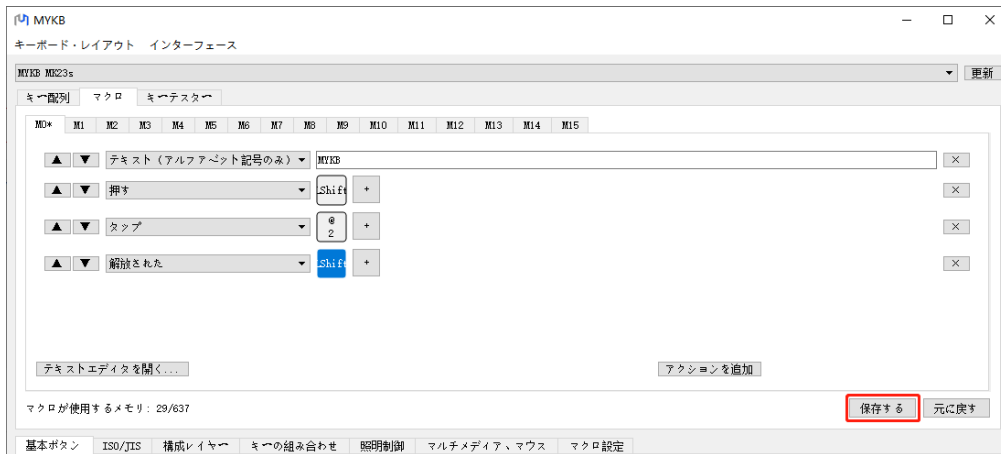 MYKB
キーボード・レイアウト インターフェース
MYKB MK23s 更新
キー配列 マクロ キーテスター
M0* M1 M2 M3 M4 M5 M6 M7 M8 M9 M10 M11 M12 M13 M14 M15
▲ ▼ テキスト（アルファベット記号のみ） MYKB ×
▲ ▼ 押す LShift + ×
▲ ▼ タップ @ 2 + ×
▲ ▼ 解放された LShift + ×
テキストエディタを開く... アクションを追加
マクロが使用するメモリ: 29/637 保存する 元に戻す
基本ボタン ISO/JIS 構成レイヤー キーの組み合わせ 照明制御 マルチメディア、マウス マクロ設定